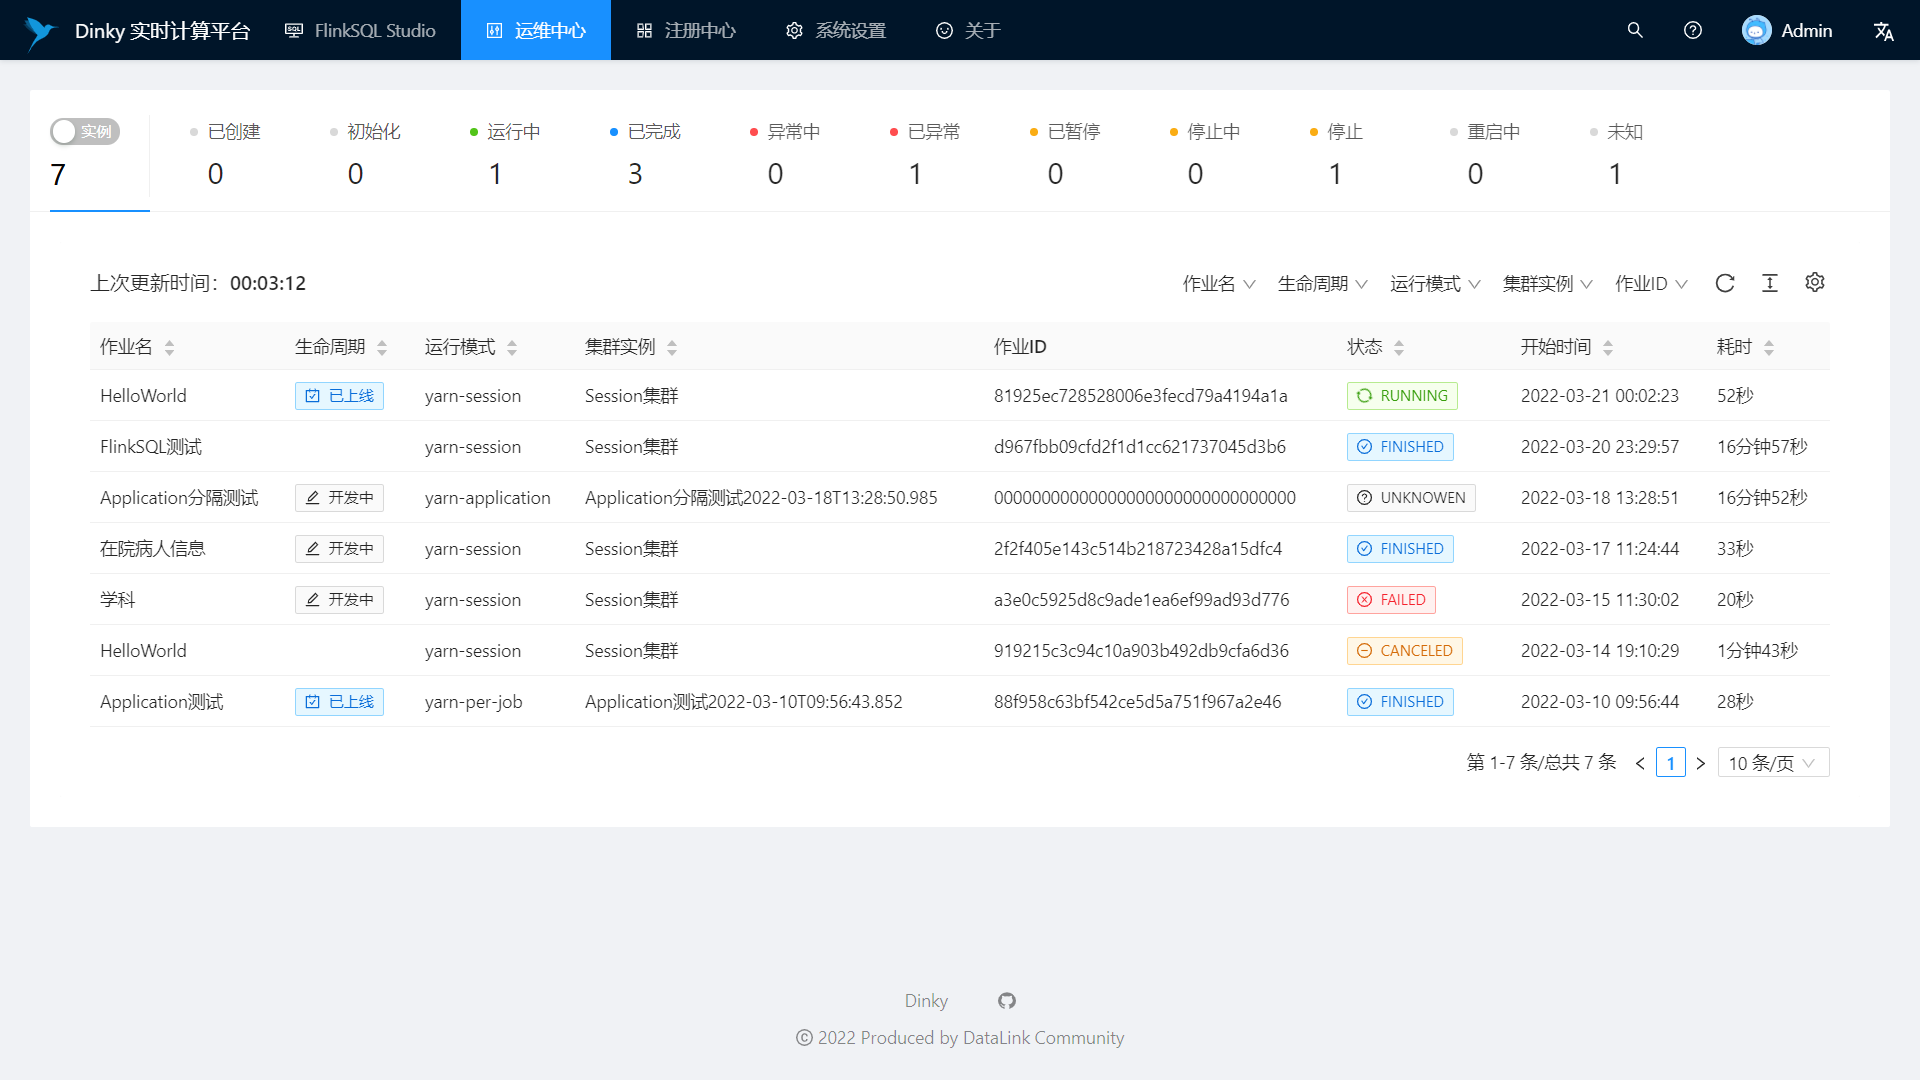 Dinky 实时计算平台 FlinkSQL Studio 运维中心 注册中心 系统设置 关于 Admin
实例 已创建 初始化 运行中 已完成 异常中 已异常 已暂停 停止中 停止 重启中 未知
7 0 0 1 3 0 1 0 0 1 0 1
上次更新时间：00:03:12 作业名 生命周期 运行模式 集群实例 作业ID
作业名 生命周期 运行模式 集群实例 作业ID 状态 开始时间 耗时
HelloWorld 已上线 yarn-session Session集群 81925ec728528006e3fecd79a4194a1a RUNNING 2022-03-21 00:02:23 52秒
FlinkSQL测试 yarn-session Session集群 d967fbb09cfd2f1d1cc621737045d3b6 FINISHED 2022-03-20 23:29:57 16分钟57秒
Application分隔测试 开发中 yarn-application Application分隔测试2022-03-18T13:28:50.985 00000000000000000000000000000000 UNKNOWEN 2022-03-18 13:28:51 16分钟52秒
在院病人信息 开发中 yarn-session Session集群 2f2f405e143c514b218723428a15dfc4 FINISHED 2022-03-17 11:24:44 33秒
学科 开发中 yarn-session Session集群 a3e0c5925d8c9ade1ea6ef99ad93d776 FAILED 2022-03-15 11:30:02 20秒
HelloWorld yarn-session Session集群 919215c3c94c10a903b492db9cfa6d36 CANCELED 2022-03-14 19:10:29 1分钟43秒
Application测试 已上线 yarn-per-job Application测试2022-03-10T09:56:43.852 88f958c63bf542ce5d5a751f967a2e46 FINISHED 2022-03-10 09:56:44 28秒
第 1-7 条/总共 7 条 < 1 > 10 条/页
Dinky
© 2022 Produced by DataLink Community